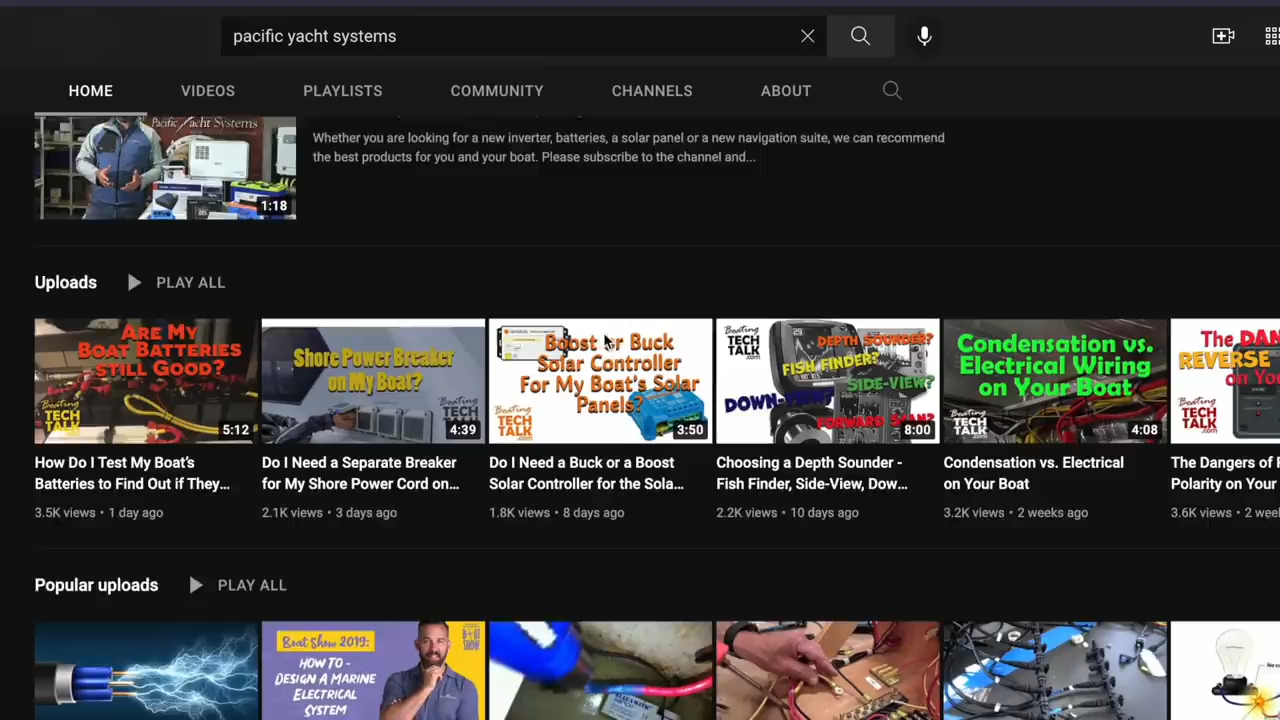 pacific yacht systems
HOME
VIDEOS
PLAYLISTS
COMMUNITY
CHANNELS
ABOUT
Pacific Yacht Systems
1:18
Whether you are looking for a new inverter, batteries, a solar panel or a new navigation suite, we can recommend
the best products for you and your boat. Please subscribe to the channel and...
Uploads
PLAY ALL
ARE MY
BOAT BATTERIES
STILL GOOD?
Boating
TECH
TALK
5:12
Shore Power Breaker
on My Boat?
Boating
TECH
TALK
.com
4:39
Boost or Buck
Solar Controller
For My Boat's Solar
Panels?
Boating
TECH
TALK
.com
3:50
Boating
TECH
TALK
.com
DEPTH SOUNDER?
FISH FINDER?
SIDE-VIEW?
DOWN-VIEW?
FORWARD SCAN?
8:00
Condensation vs.
Electrical Wiring
on Your Boat
Boating
TECH
TALK
.com
4:08
The DAN
REVERSE
on You
Boating
TECH
TALK
.com
How Do I Test My Boat's
Batteries to Find Out if They...
3.5K views • 1 day ago
Do I Need a Separate Breaker
for My Shore Power Cord on...
2.1K views • 3 days ago
Do I Need a Buck or a Boost
Solar Controller for the Sola...
1.8K views • 8 days ago
Choosing a Depth Sounder -
Fish Finder, Side-View, Dow...
2.2K views • 10 days ago
Condensation vs. Electrical
on Your Boat
3.2K views • 2 weeks ago
The Dangers of
Polarity on Your
3.6K views • 2 wee
Popular uploads
PLAY ALL
Boat Show 2019:
HOW TO -
DESIGN A MARINE
ELECTRICAL
SYSTEM
B AT
SHOW